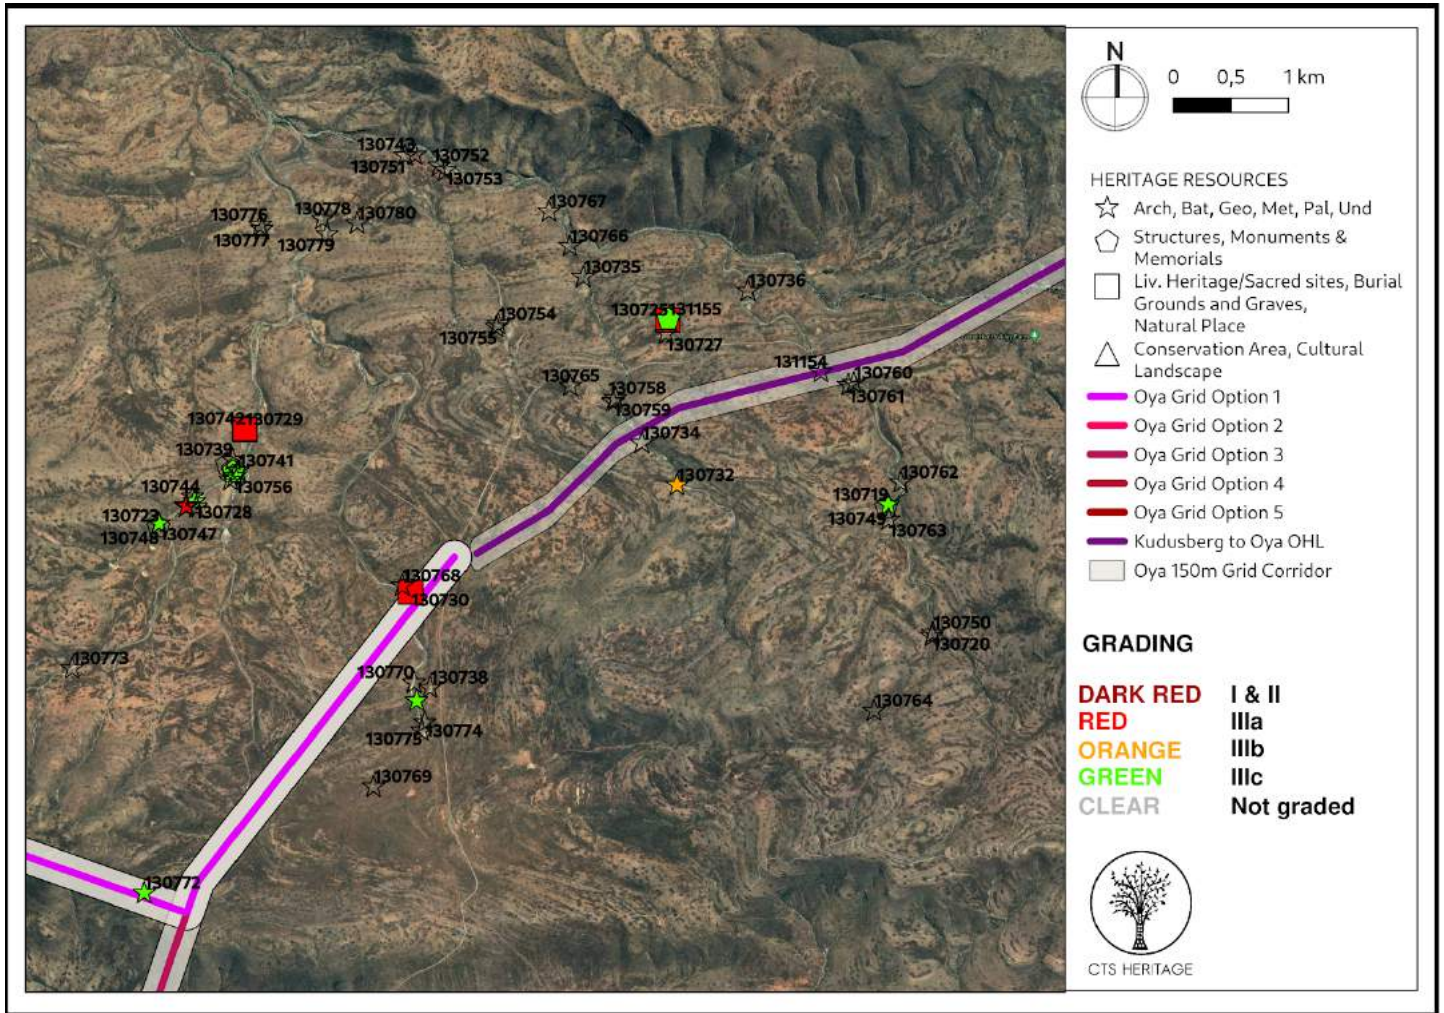 130743
130752
130751
130753
130767
130776
130778
130780
130777
130779
130766
130735
130736
130754
130725131155
130755
130727
131154
130760
130765
130758
130761
130759
130742130729
130734
130739
130741
130732
130762
130744
130756
130719
130723
130728
130745
130748
130747
130763
130768
130730
130750
130720
130773
130770
130738
130764
130774
130775
130769
130772
N
0 0,5 1 km
HERITAGE RESOURCES
Arch, Bat, Geo, Met, Pal, Und
Structures, Monuments &
Memorials
Liv. Heritage/Sacred sites, Burial
Grounds and Graves,
Natural Place
Conservation Area, Cultural
Landscape
Oya Grid Option 1
Oya Grid Option 2
Oya Grid Option 3
Oya Grid Option 4
Oya Grid Option 5
Kudusberg to Oya OHL
Oya 150m Grid Corridor
GRADING
DARK RED I & II
RED IIIa
ORANGE IIIb
GREEN IIIc
CLEAR Not graded
CTS HERITAGE